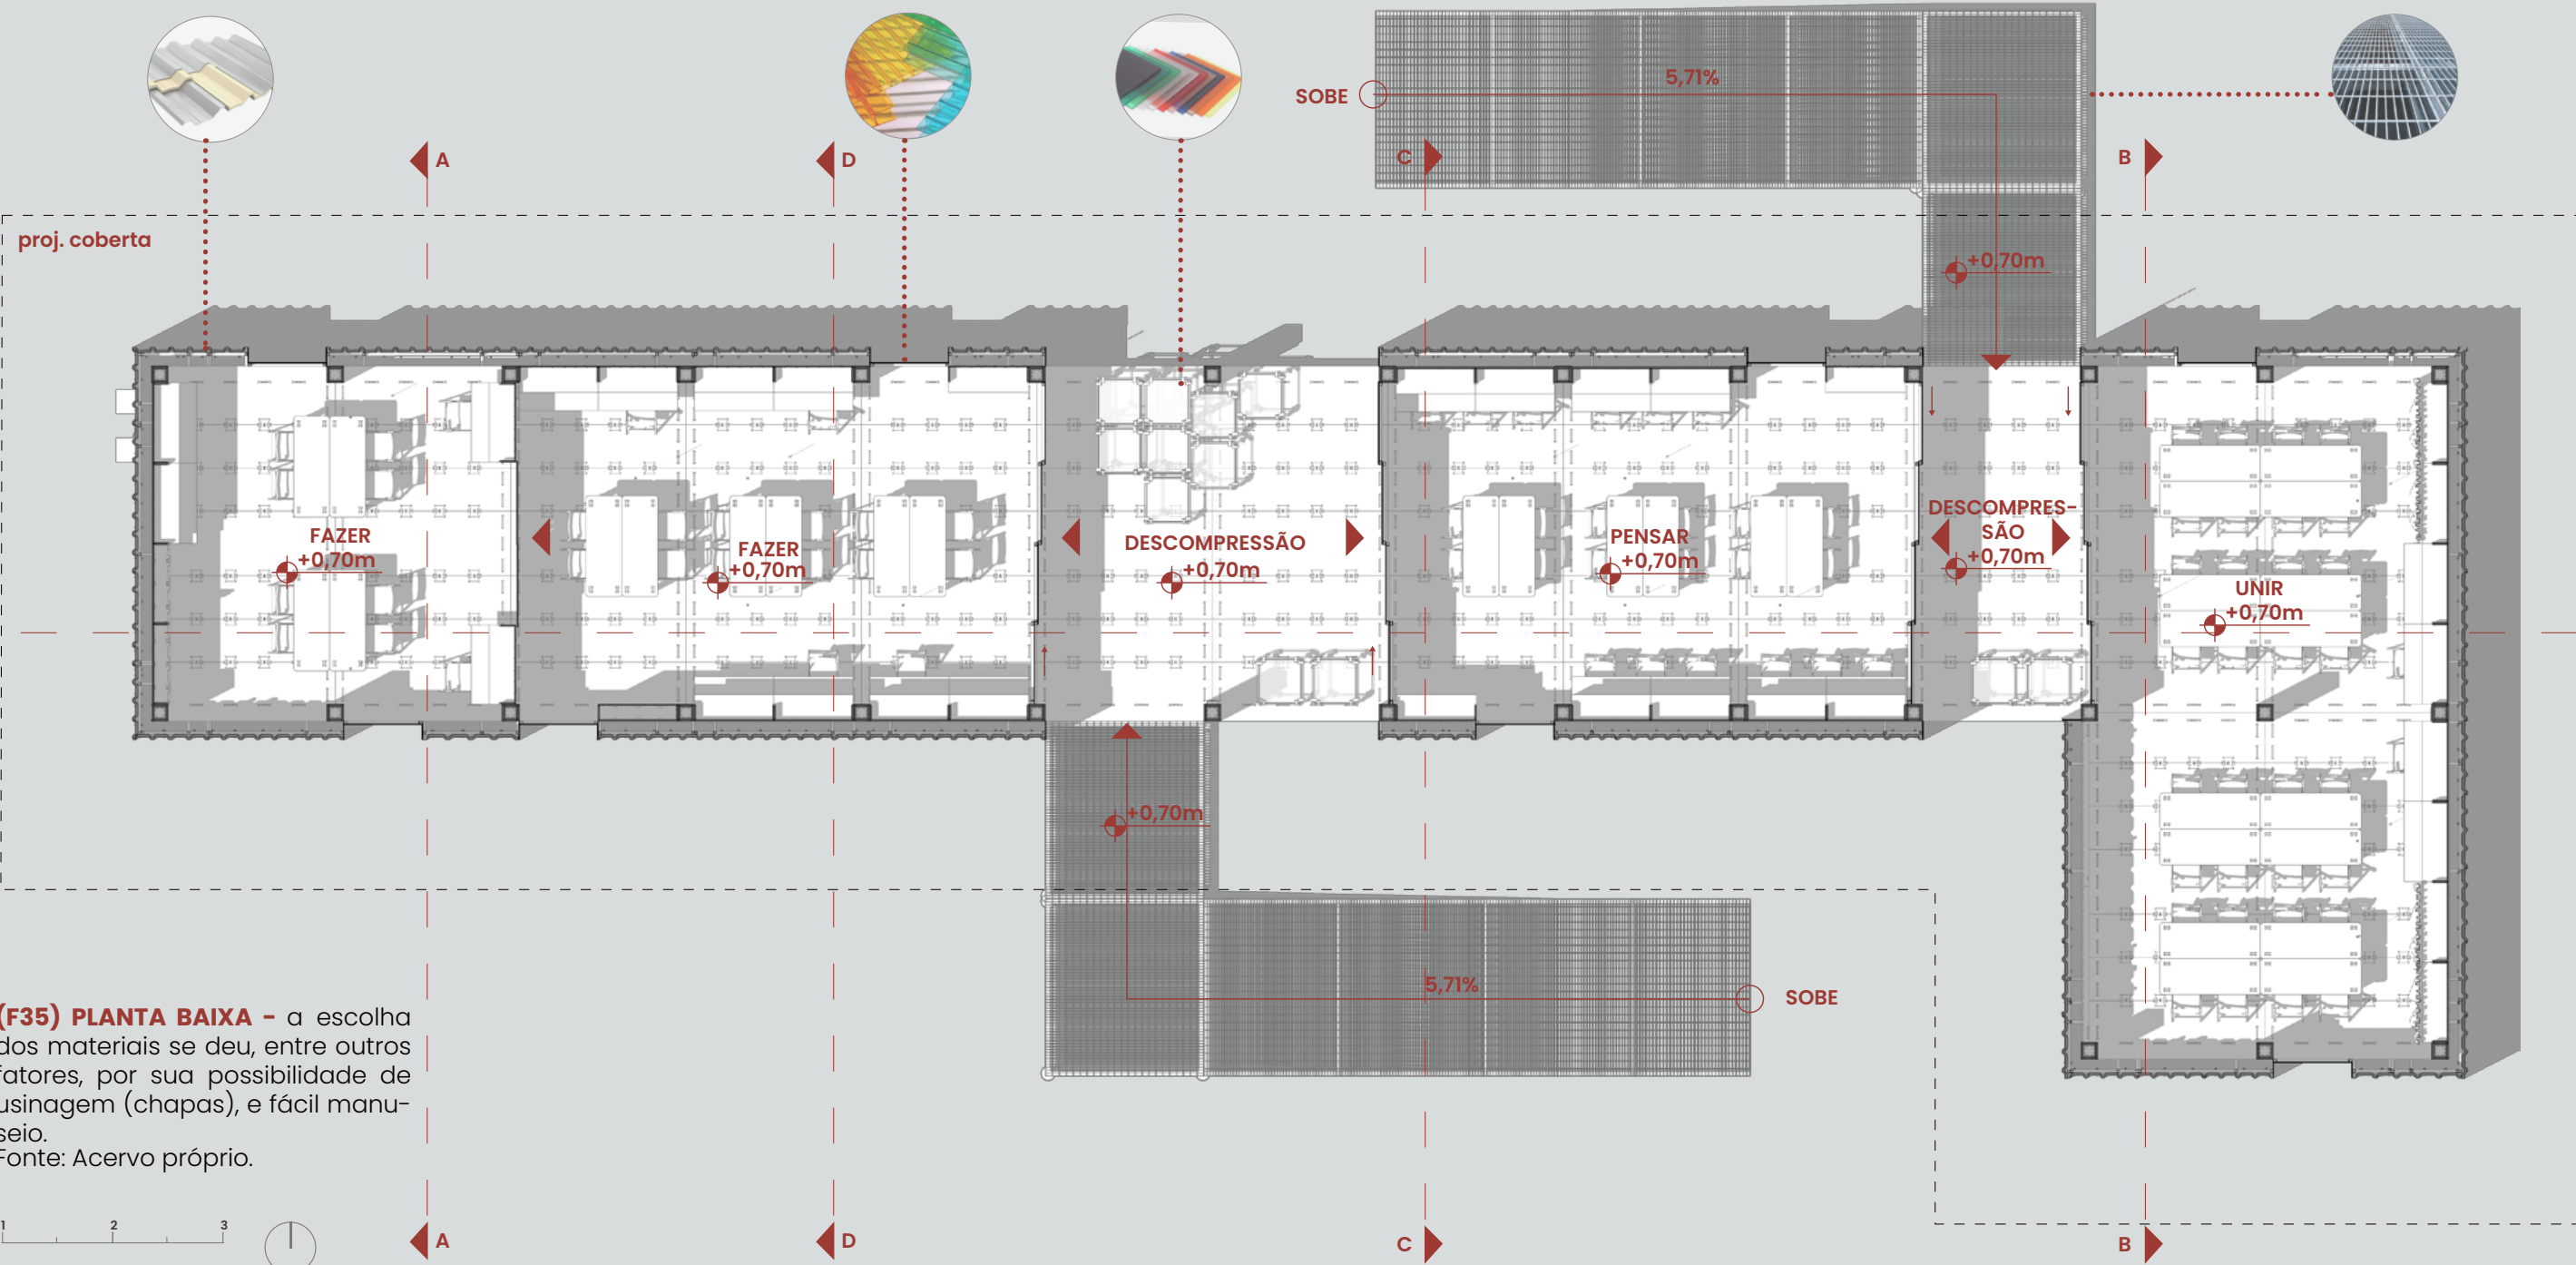 SOBE
5,71%
A
D
C
B
proj. coberta
+0,70m
FAZER
+0,70m
FAZER
+0,70m
DESCOMPRESSÃO
+0,70m
PENSAR
+0,70m
DESCOMPRES-
SÃO
+0,70m
UNIR
+0,70m
+0,70m
5,71%
SOBE
(F35) PLANTA BAIXA - a escolha
dos materiais se deu, entre outros
fatores, por sua possibilidade de
usinagem (chapas), e fácil manu-
seio.
Fonte: Acervo próprio.
1 2 3
A
D
C
B